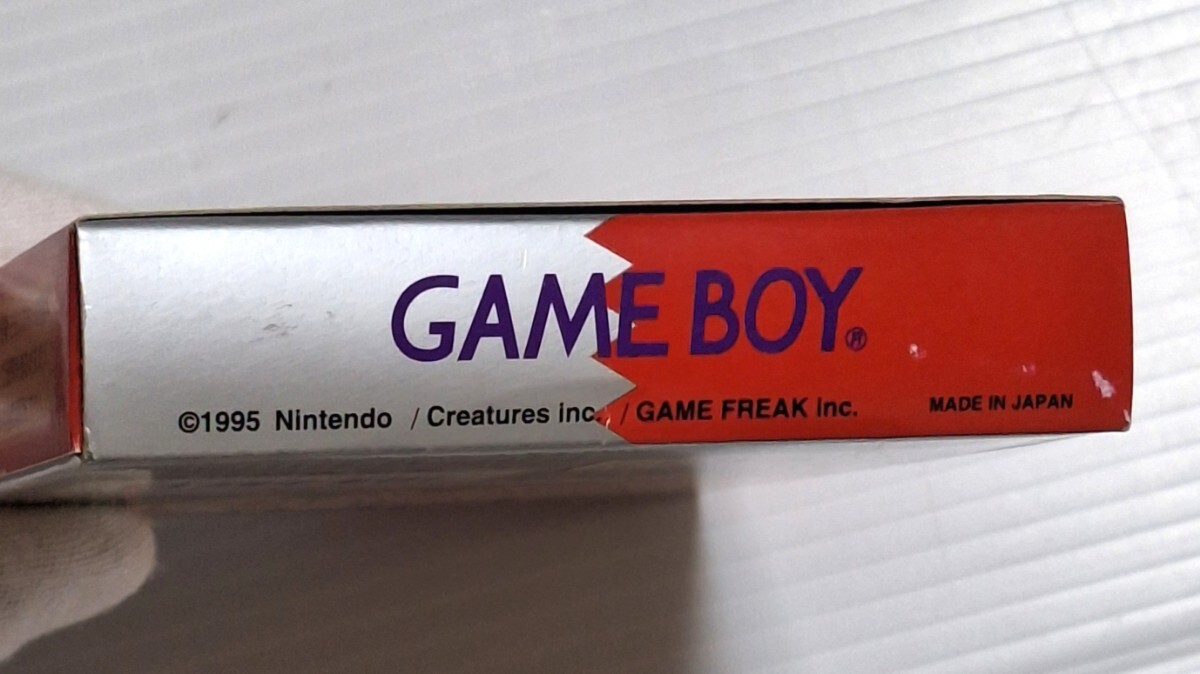 GAME BOY®
©1995 Nintendo / Creatures inc. / GAME FREAK inc. MADE IN JAPAN